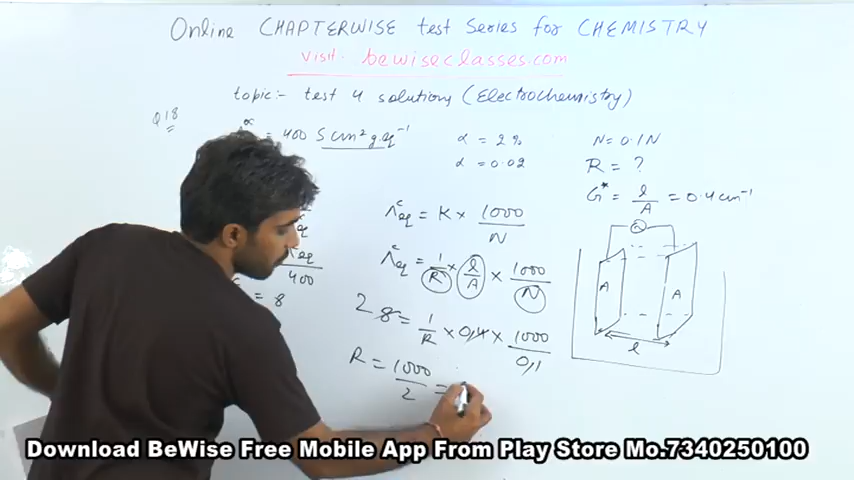 Online CHAPTERWISE test Series for CHEMISTRY
visit- bewiseclasses.com
topic:- test 4 solutions (Electrochemistry)
Q18
= 400 S cm² g.eq⁻¹
α = 2%
N = 0.1N
α = 0.02
R = ?
G* = l/A = 0.4 cm⁻¹
Λᶜeq = K × 1000/N
Λᶜeq = 1/R × l/A × 1000/N
400
= 8
2 8 = 1/R × 0.4 × 1000/0.1
R = 1000/2 =
A
A
l
Download BeWise Free Mobile App From Play Store Mo.7340250100